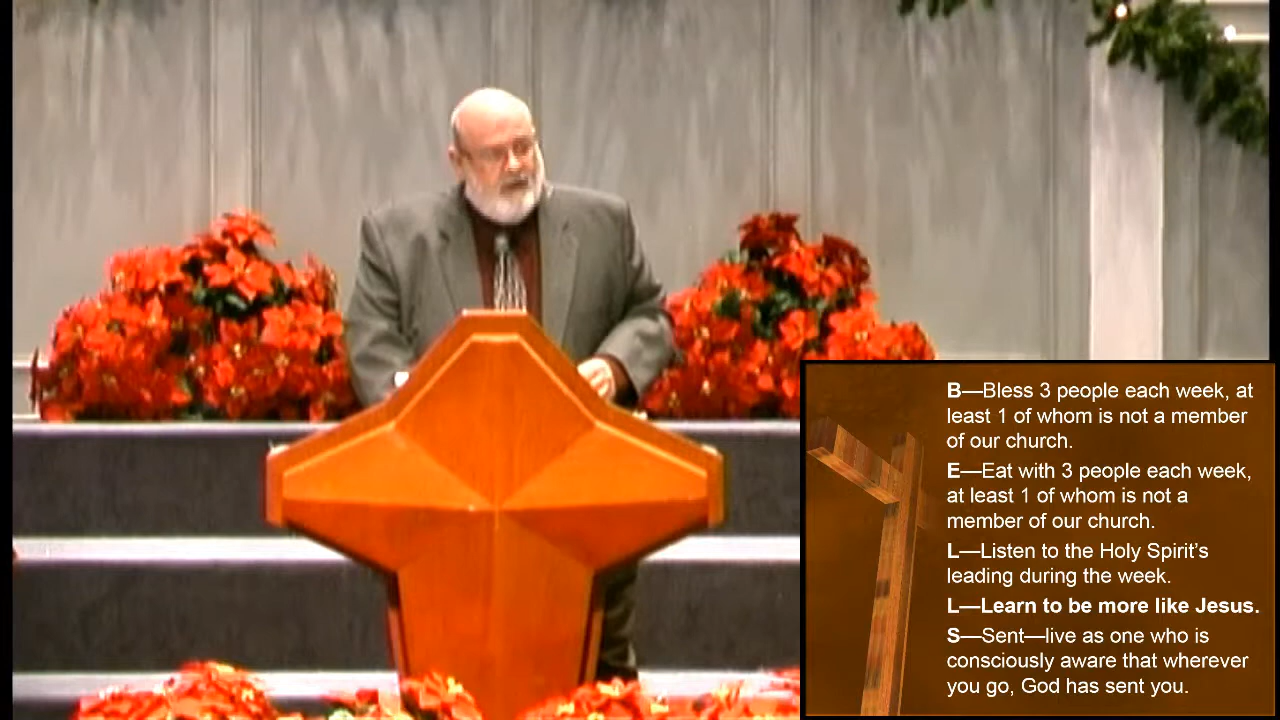 B—Bless 3 people each week, at
least 1 of whom is not a member
of our church.
E—Eat with 3 people each week,
at least 1 of whom is not a
member of our church.
L—Listen to the Holy Spirit's
leading during the week.
L—Learn to be more like Jesus.
S—Sent—live as one who is
consciously aware that wherever
you go, God has sent you.